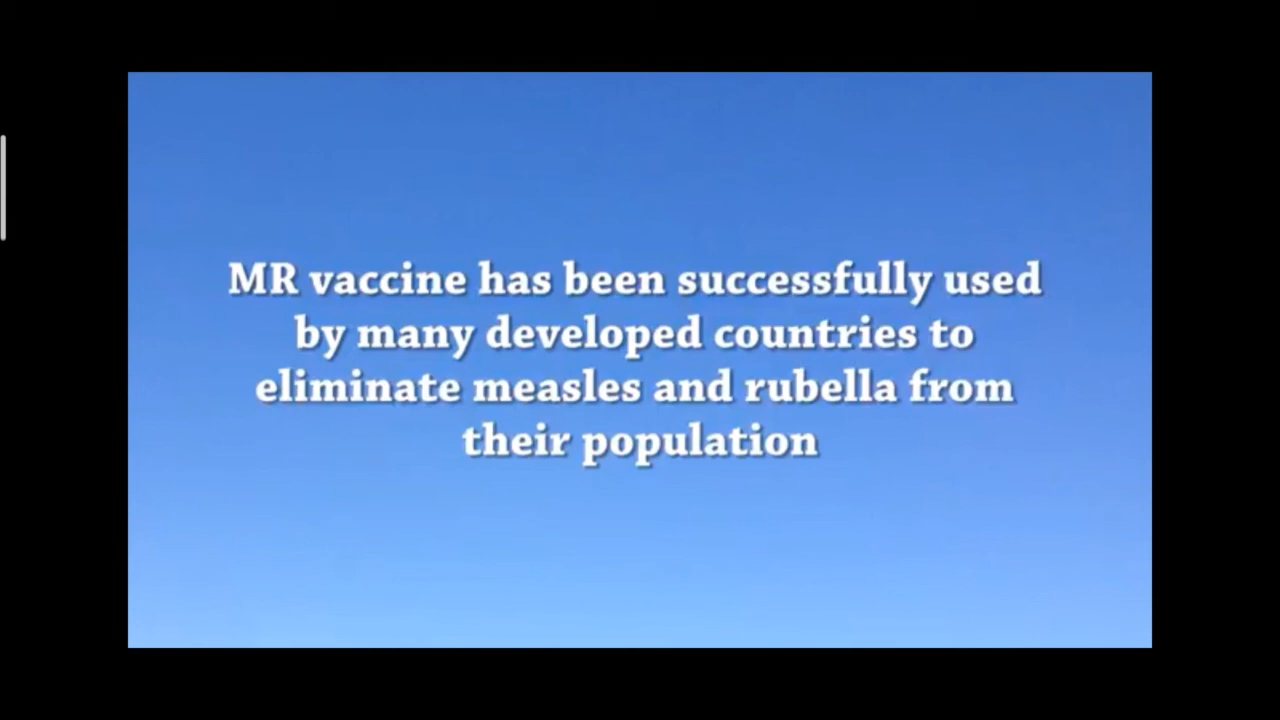 MR vaccine has been successfully used
by many developed countries to
eliminate measles and rubella from
their population